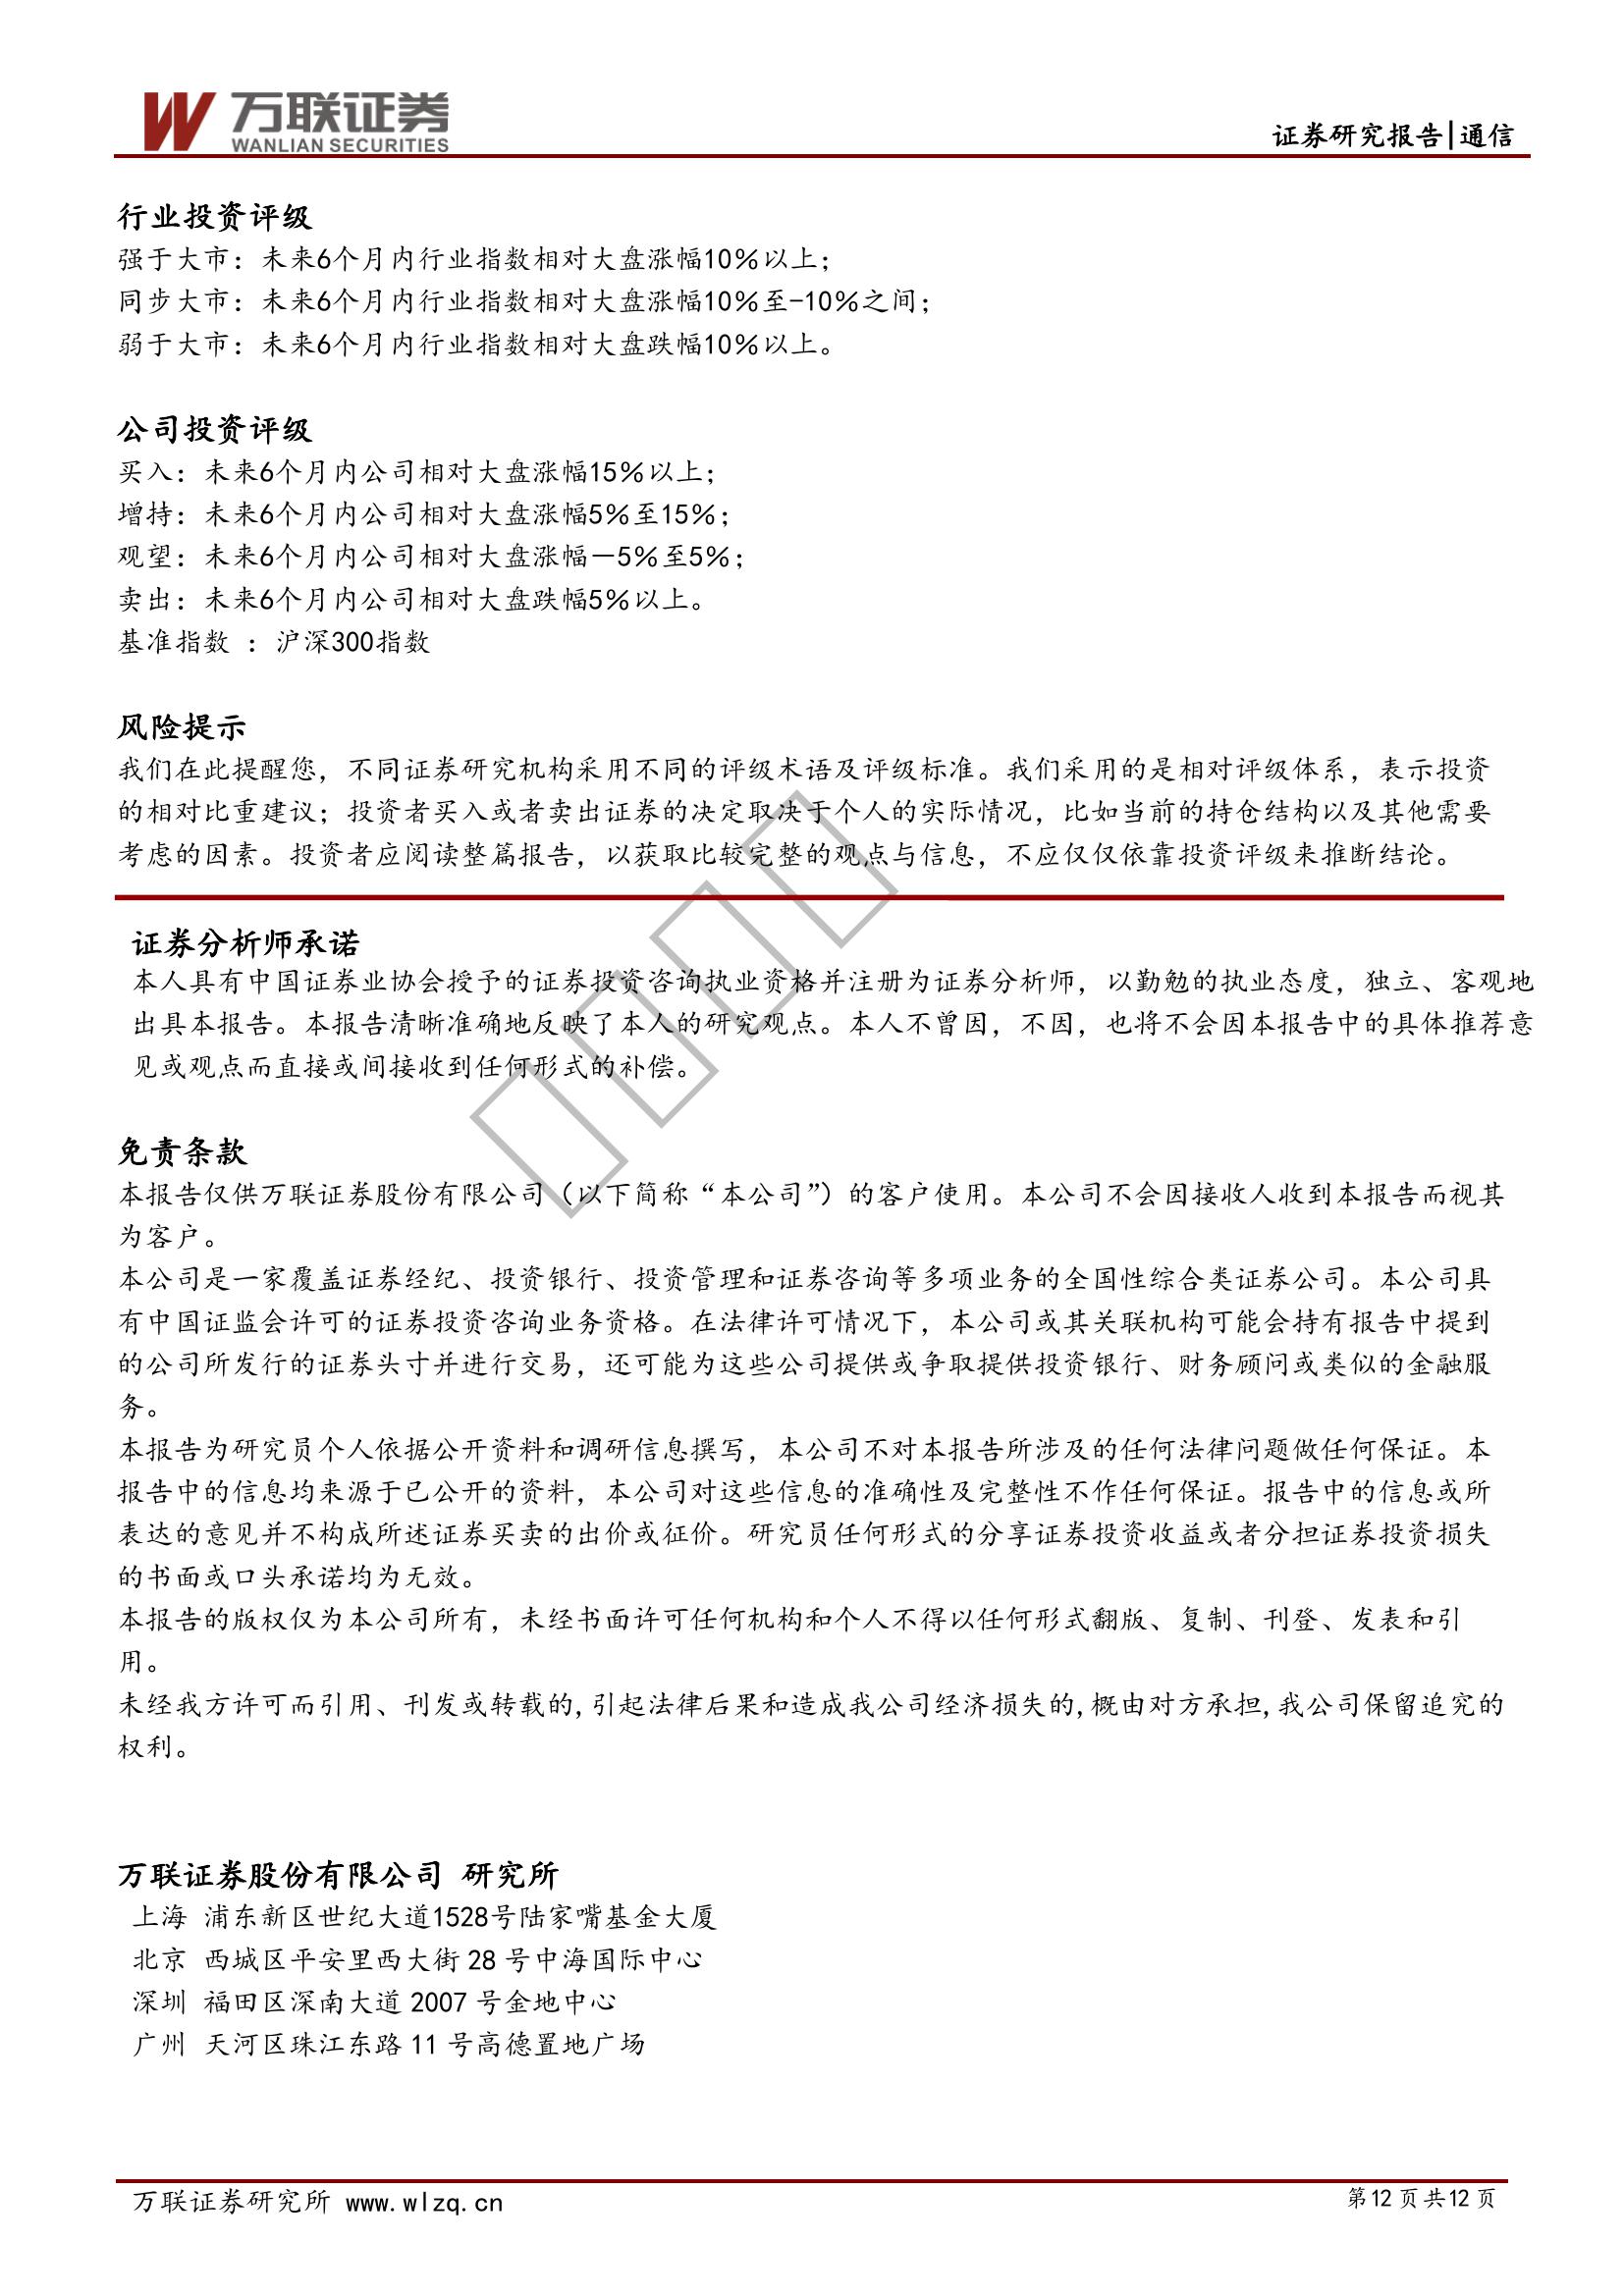 万联证券
WANLIAN SECURITIES
证券研究报告|通信
行业投资评级
强于大市：未来6个月内行业指数相对大盘涨幅10％以上；
同步大市：未来6个月内行业指数相对大盘涨幅10％至-10％之间；
弱于大市：未来6个月内行业指数相对大盘跌幅10％以上。
公司投资评级
买入：未来6个月内公司相对大盘涨幅15％以上；
增持：未来6个月内公司相对大盘涨幅5％至15％；
观望：未来6个月内公司相对大盘涨幅－5％至5％；
卖出：未来6个月内公司相对大盘跌幅5％以上。
基准指数 ：沪深300指数
风险提示
我们在此提醒您，不同证券研究机构采用不同的评级术语及评级标准。我们采用的是相对评级体系，表示投资
的相对比重建议；投资者买入或者卖出证券的决定取决于个人的实际情况，比如当前的持仓结构以及其他需要
考虑的因素。投资者应阅读整篇报告，以获取比较完整的观点与信息，不应仅仅依靠投资评级来推断结论。
证券分析师承诺
本人具有中国证券业协会授予的证券投资咨询执业资格并注册为证券分析师，以勤勉的执业态度，独立、客观地
出具本报告。本报告清晰准确地反映了本人的研究观点。本人不曾因，不因，也将不会因本报告中的具体推荐意
见或观点而直接或间接收到任何形式的补偿。
免责条款
本报告仅供万联证券股份有限公司（以下简称“本公司”）的客户使用。本公司不会因接收人收到本报告而视其
为客户。
本公司是一家覆盖证券经纪、投资银行、投资管理和证券咨询等多项业务的全国性综合类证券公司。本公司具
有中国证监会许可的证券投资咨询业务资格。在法律许可情况下，本公司或其关联机构可能会持有报告中提到
的公司所发行的证券头寸并进行交易，还可能为这些公司提供或争取提供投资银行、财务顾问或类似的金融服
务。
本报告为研究员个人依据公开资料和调研信息撰写，本公司不对本报告所涉及的任何法律问题做任何保证。本
报告中的信息均来源于已公开的资料，本公司对这些信息的准确性及完整性不作任何保证。报告中的信息或所
表达的意见并不构成所述证券买卖的出价或征价。研究员任何形式的分享证券投资收益或者分担证券投资损失
的书面或口头承诺均为无效。
本报告的版权仅为本公司所有，未经书面许可任何机构和个人不得以任何形式翻版、复制、刊登、发表和引
用。
未经我方许可而引用、刊发或转载的,引起法律后果和造成我公司经济损失的,概由对方承担,我公司保留追究的
权利。
万联证券股份有限公司 研究所
上海 浦东新区世纪大道1528号陆家嘴基金大厦
北京 西城区平安里西大街 28 号中海国际中心
深圳 福田区深南大道 2007 号金地中心
广州 天河区珠江东路 11 号高德置地广场
万联证券研究所 www.wlzq.cn
第12页共12页